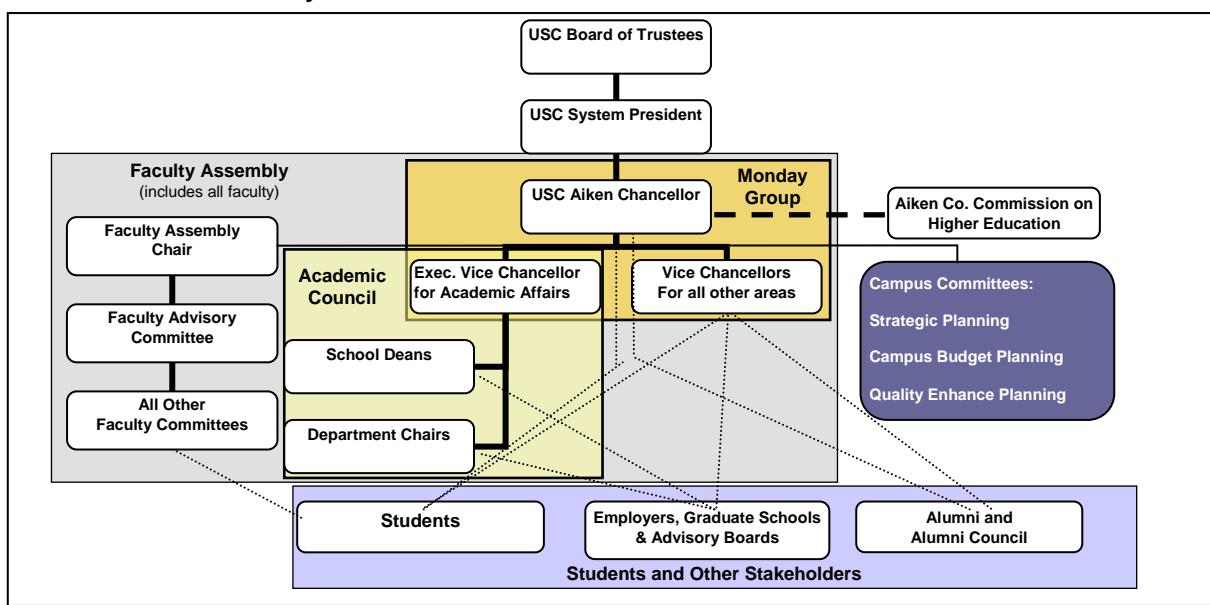 USC Board of Trustees
USC System President
Faculty Assembly
(includes all faculty)
Monday
Group
USC Aiken Chancellor
Aiken Co. Commission on
Higher Education
Faculty Assembly
Chair
Academic
Council
Exec. Vice Chancellor
for Academic Affairs
Vice Chancellors
For all other areas
Campus Committees:
Strategic Planning
Campus Budget Planning
Quality Enhance Planning
Faculty Advisory
Committee
School Deans
All Other
Faculty Committees
Department Chairs
Students
Employers, Graduate Schools
& Advisory Boards
Alumni and
Alumni Council
Students and Other Stakeholders